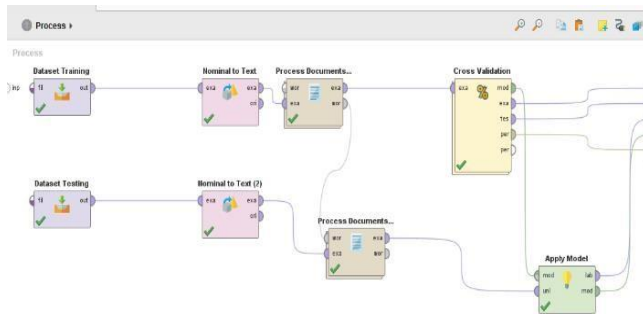 Process
Process
Dataset Training
Nominal to Text
Process Documents...
Cross Validation
inp
fil
out
exa
exa
ori
wor
exa
exa
wor
exa
mod
exa
tes
per
per
Dataset Testing
Nominal to Text (2)
Process Documents...
fil
out
exa
exa
ori
wor
exa
exa
wor
Apply Model
mod
lab
unl
mod